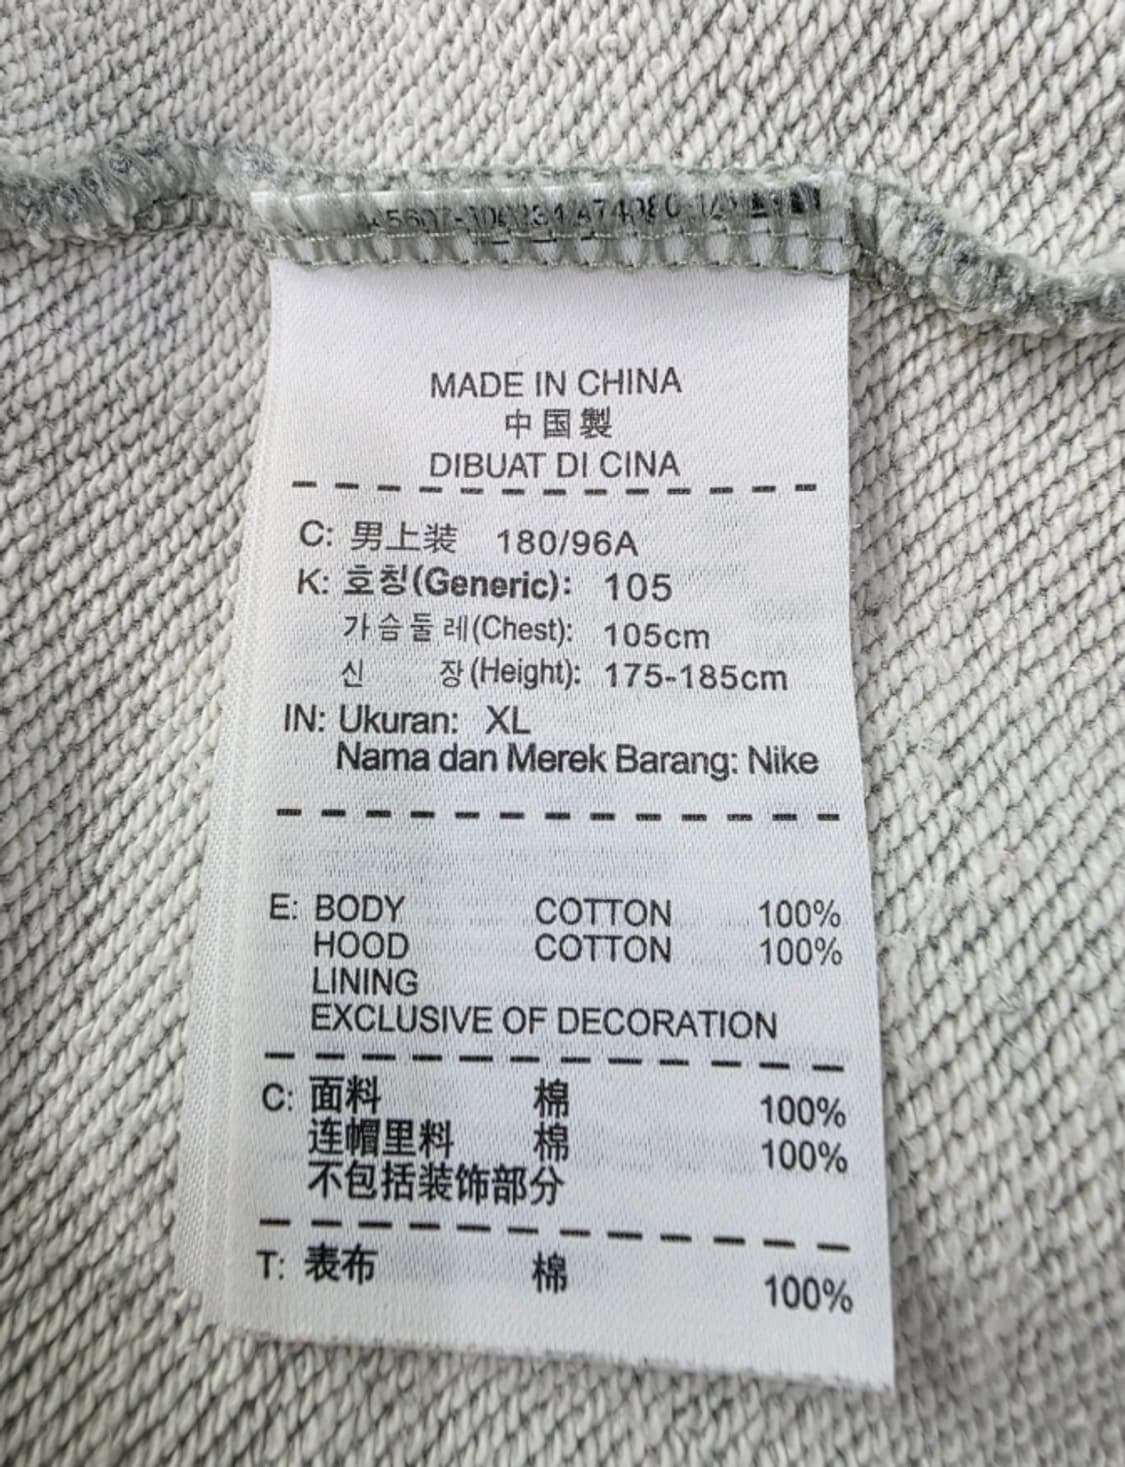 MADE IN CHINA
中国製
DIBUAT DI CINA
C: 男上装 180/96A
K: 호칭(Generic): 105
가슴둘레(Chest): 105cm
신 장(Height): 175-185cm
IN: Ukuran: XL
Nama dan Merek Barang: Nike
E: BODY COTTON 100%
HOOD COTTON 100%
LINING
EXCLUSIVE OF DECORATION
C: 面料 棉 100%
连帽里料 棉 100%
不包括装饰部分
T: 表布 棉 100%